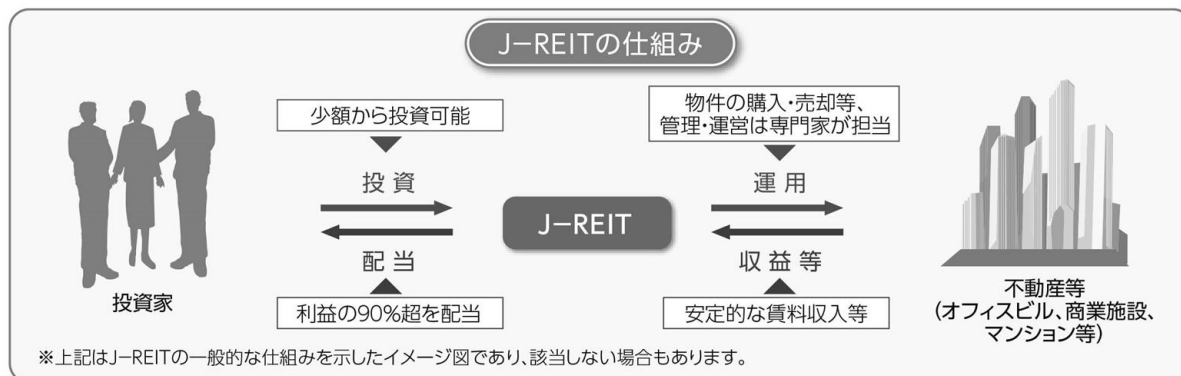 J−REITの仕組み
少額から投資可能
投資
J−REIT
配当
利益の90%超を配当
投資家
物件の購入・売却等、
管理・運営は専門家が担当
運用
収益等
安定的な賃料収入等
不動産等
(オフィスビル、商業施設、
マンション等)
※上記はJ−REITの一般的な仕組みを示したイメージ図であり、該当しない場合もあります。